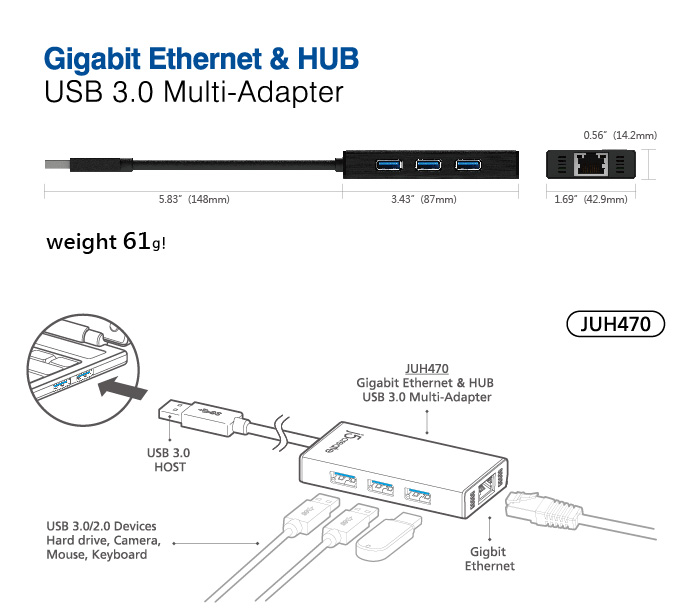 Gigabit Ethernet & HUB
USB 3.0 Multi-Adapter
0.56” (14.2mm)
5.83” (148mm)
3.43” (87mm)
1.69” (42.9mm)
weight 61g!
JUH470
JUH470
Gigabit Ethernet & HUB
USB 3.0 Multi-Adapter
j5create
USB 3.0
HOST
USB 3.0/2.0 Devices
Hard drive, Camera,
Mouse, Keyboard
Gigbit
Ethernet